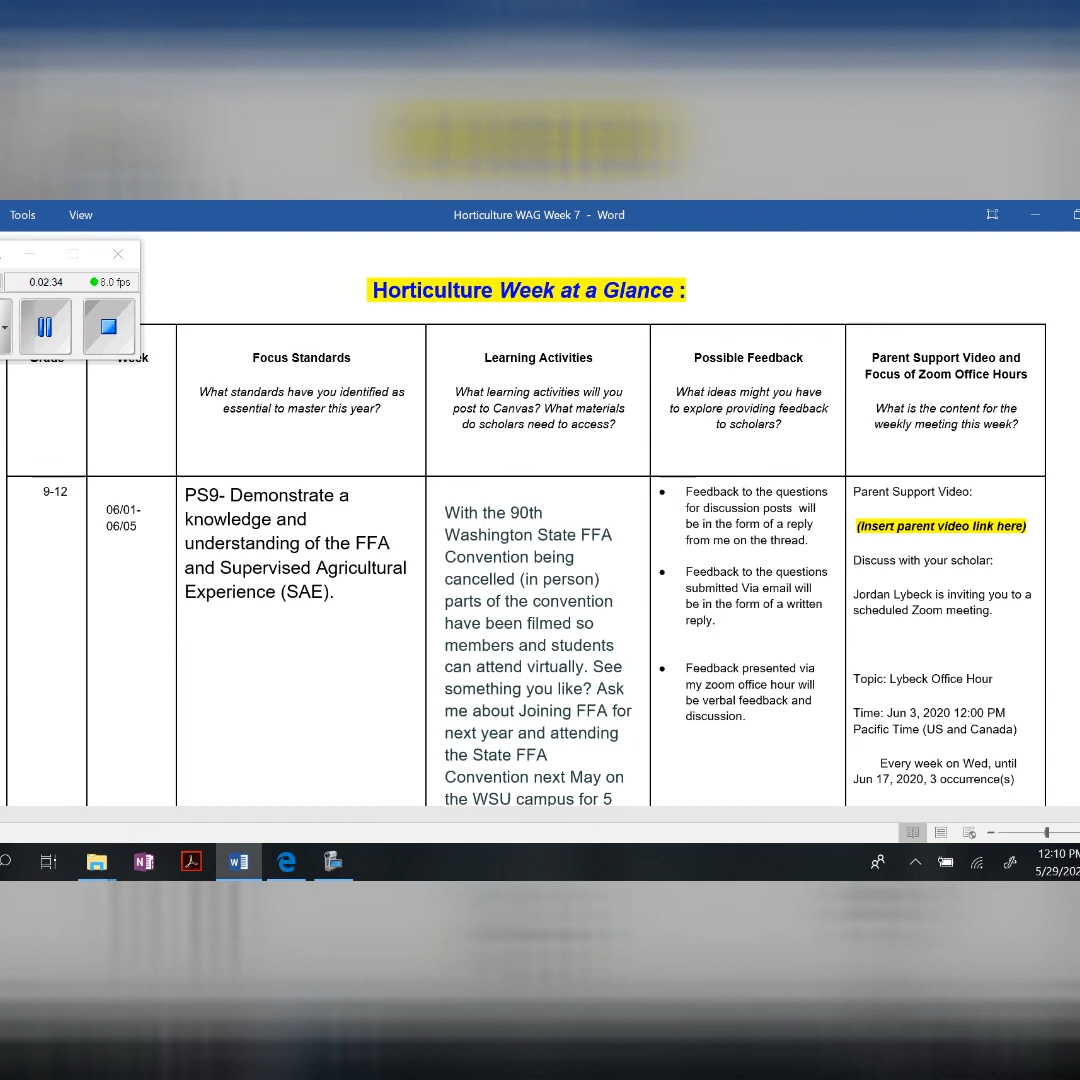 Tools View Horticulture WAG Week 7 - Word
0:02:34 8.0 fps
Horticulture Week at a Glance :
Grade
Week
Focus Standards
What standards have you identified as
essential to master this year?
Learning Activities
What learning activities will you
post to Canvas? What materials
do scholars need to access?
Possible Feedback
What ideas might you have
to explore providing feedback
to scholars?
Parent Support Video and
Focus of Zoom Office Hours
What is the content for the
weekly meeting this week?
9-12
06/01-
06/05
PS9- Demonstrate a
knowledge and
understanding of the FFA
and Supervised Agricultural
Experience (SAE).
With the 90th
Washington State FFA
Convention being
cancelled (in person)
parts of the convention
have been filmed so
members and students
can attend virtually. See
something you like? Ask
me about Joining FFA for
next year and attending
the State FFA
Convention next May on
the WSU campus for 5
• Feedback to the questions
for discussion posts will
be in the form of a reply
from me on the thread.
• Feedback to the questions
submitted Via email will
be in the form of a written
reply.
• Feedback presented via
my zoom office hour will
be verbal feedback and
discussion.
Parent Support Video:
(Insert parent video link here)
Discuss with your scholar:
Jordan Lybeck is inviting you to a
scheduled Zoom meeting.
Topic: Lybeck Office Hour
Time: Jun 3, 2020 12:00 PM
Pacific Time (US and Canada)
Every week on Wed, until
Jun 17, 2020, 3 occurrence(s)
12:10 PM
5/29/202